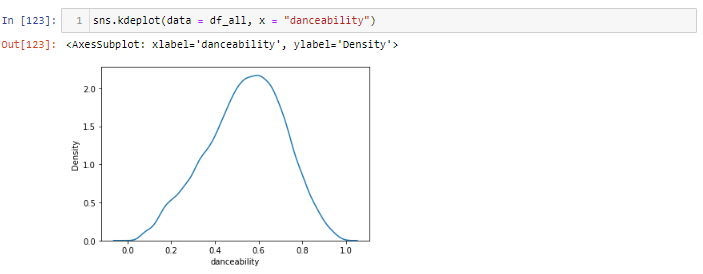 In [123]: 1 sns.kdeplot(data = df_all, x = "danceability")
Out[123]: <AxesSubplot: xlabel='danceability', ylabel='Density'>
2.0
1.5
1.0
0.5
0.0
Density
0.0 0.2 0.4 0.6 0.8 1.0
danceability